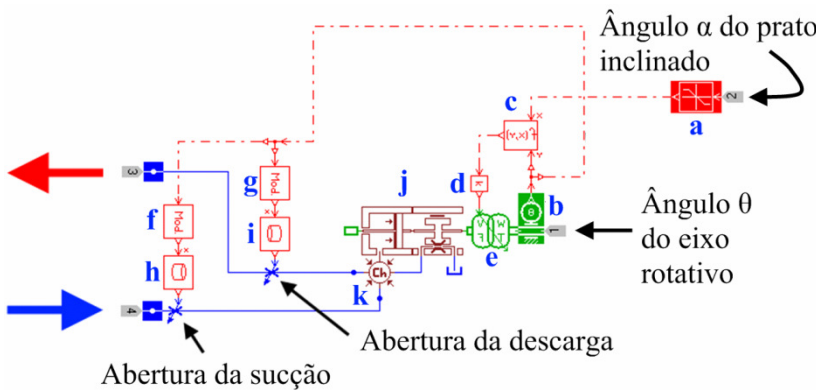 Ângulo α do prato
inclinado
2
a
c
X
f(X,Y)
Y
d
k
g
Mod.
x
i
f
Mod.
x
h
j
V W
F T
e
θ
b
1
Ângulo θ
do eixo
rotativo
3
4
Ch
k
Abertura da descarga
Abertura da sucção